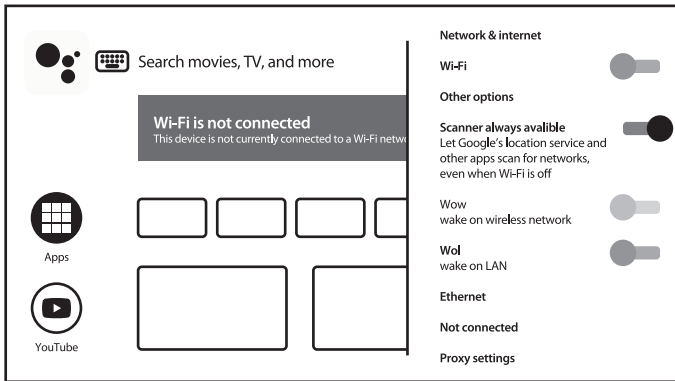 Search movies, TV, and more
Wi-Fi is not connected
This device is not currently connected to a Wi-Fi netwo
Apps
YouTube
Network & internet
Wi-Fi
Other options
Scanner always avalible
Let Google's location service and
other apps scan for networks,
even when Wi-Fi is off
Wow
wake on wireless network
Wol
wake on LAN
Ethernet
Not connected
Proxy settings